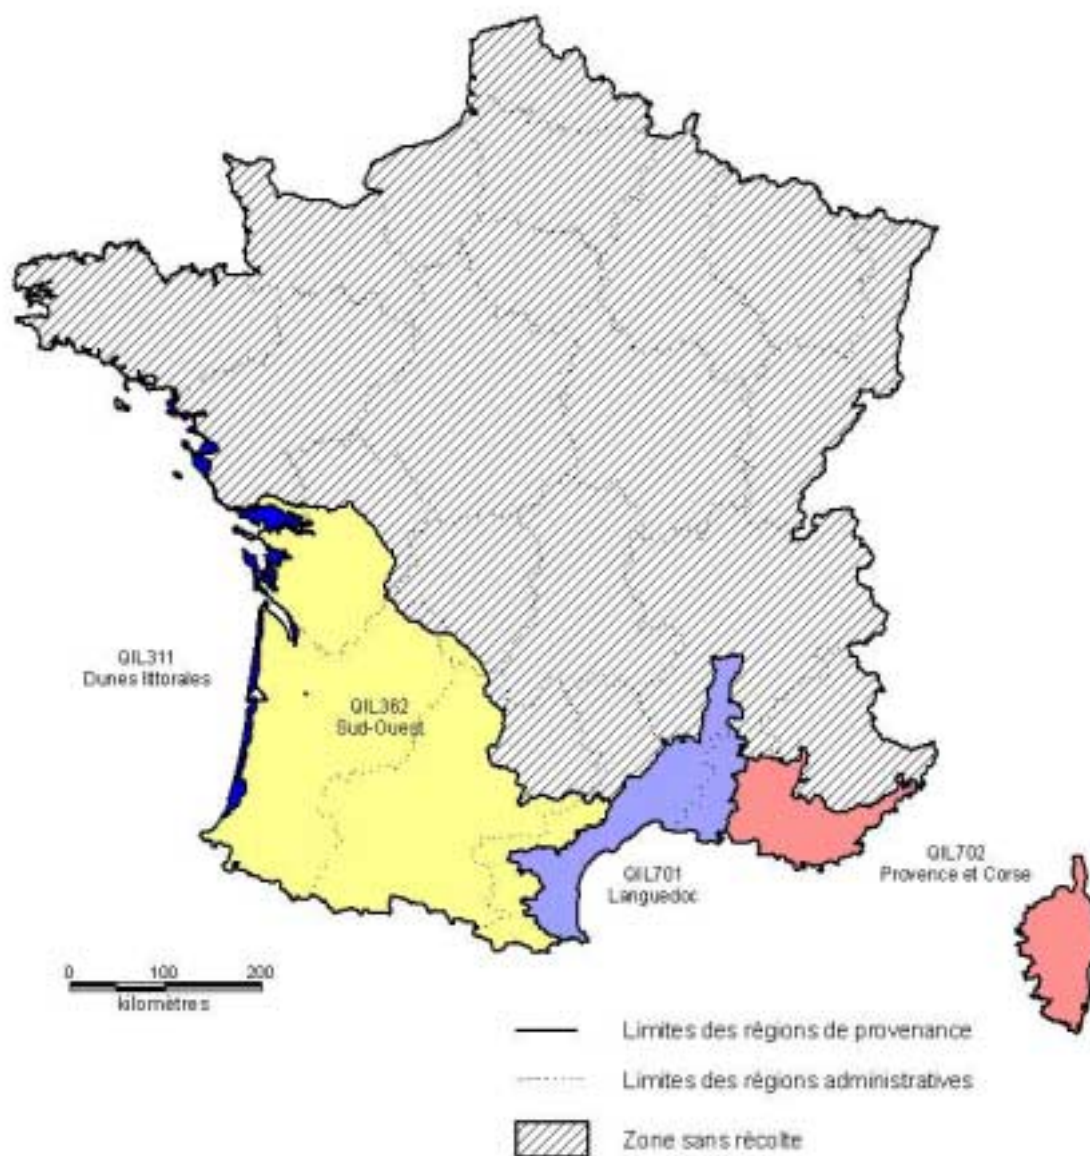 QIL311
Dunes littorales
QIL362
Sud-Ouest
QIL701
Languedoc
QIL702
Provence et Corse
0 100 200
kilomètres
Limites des régions de provenance
Limites des régions administratives
Zone sans récolte